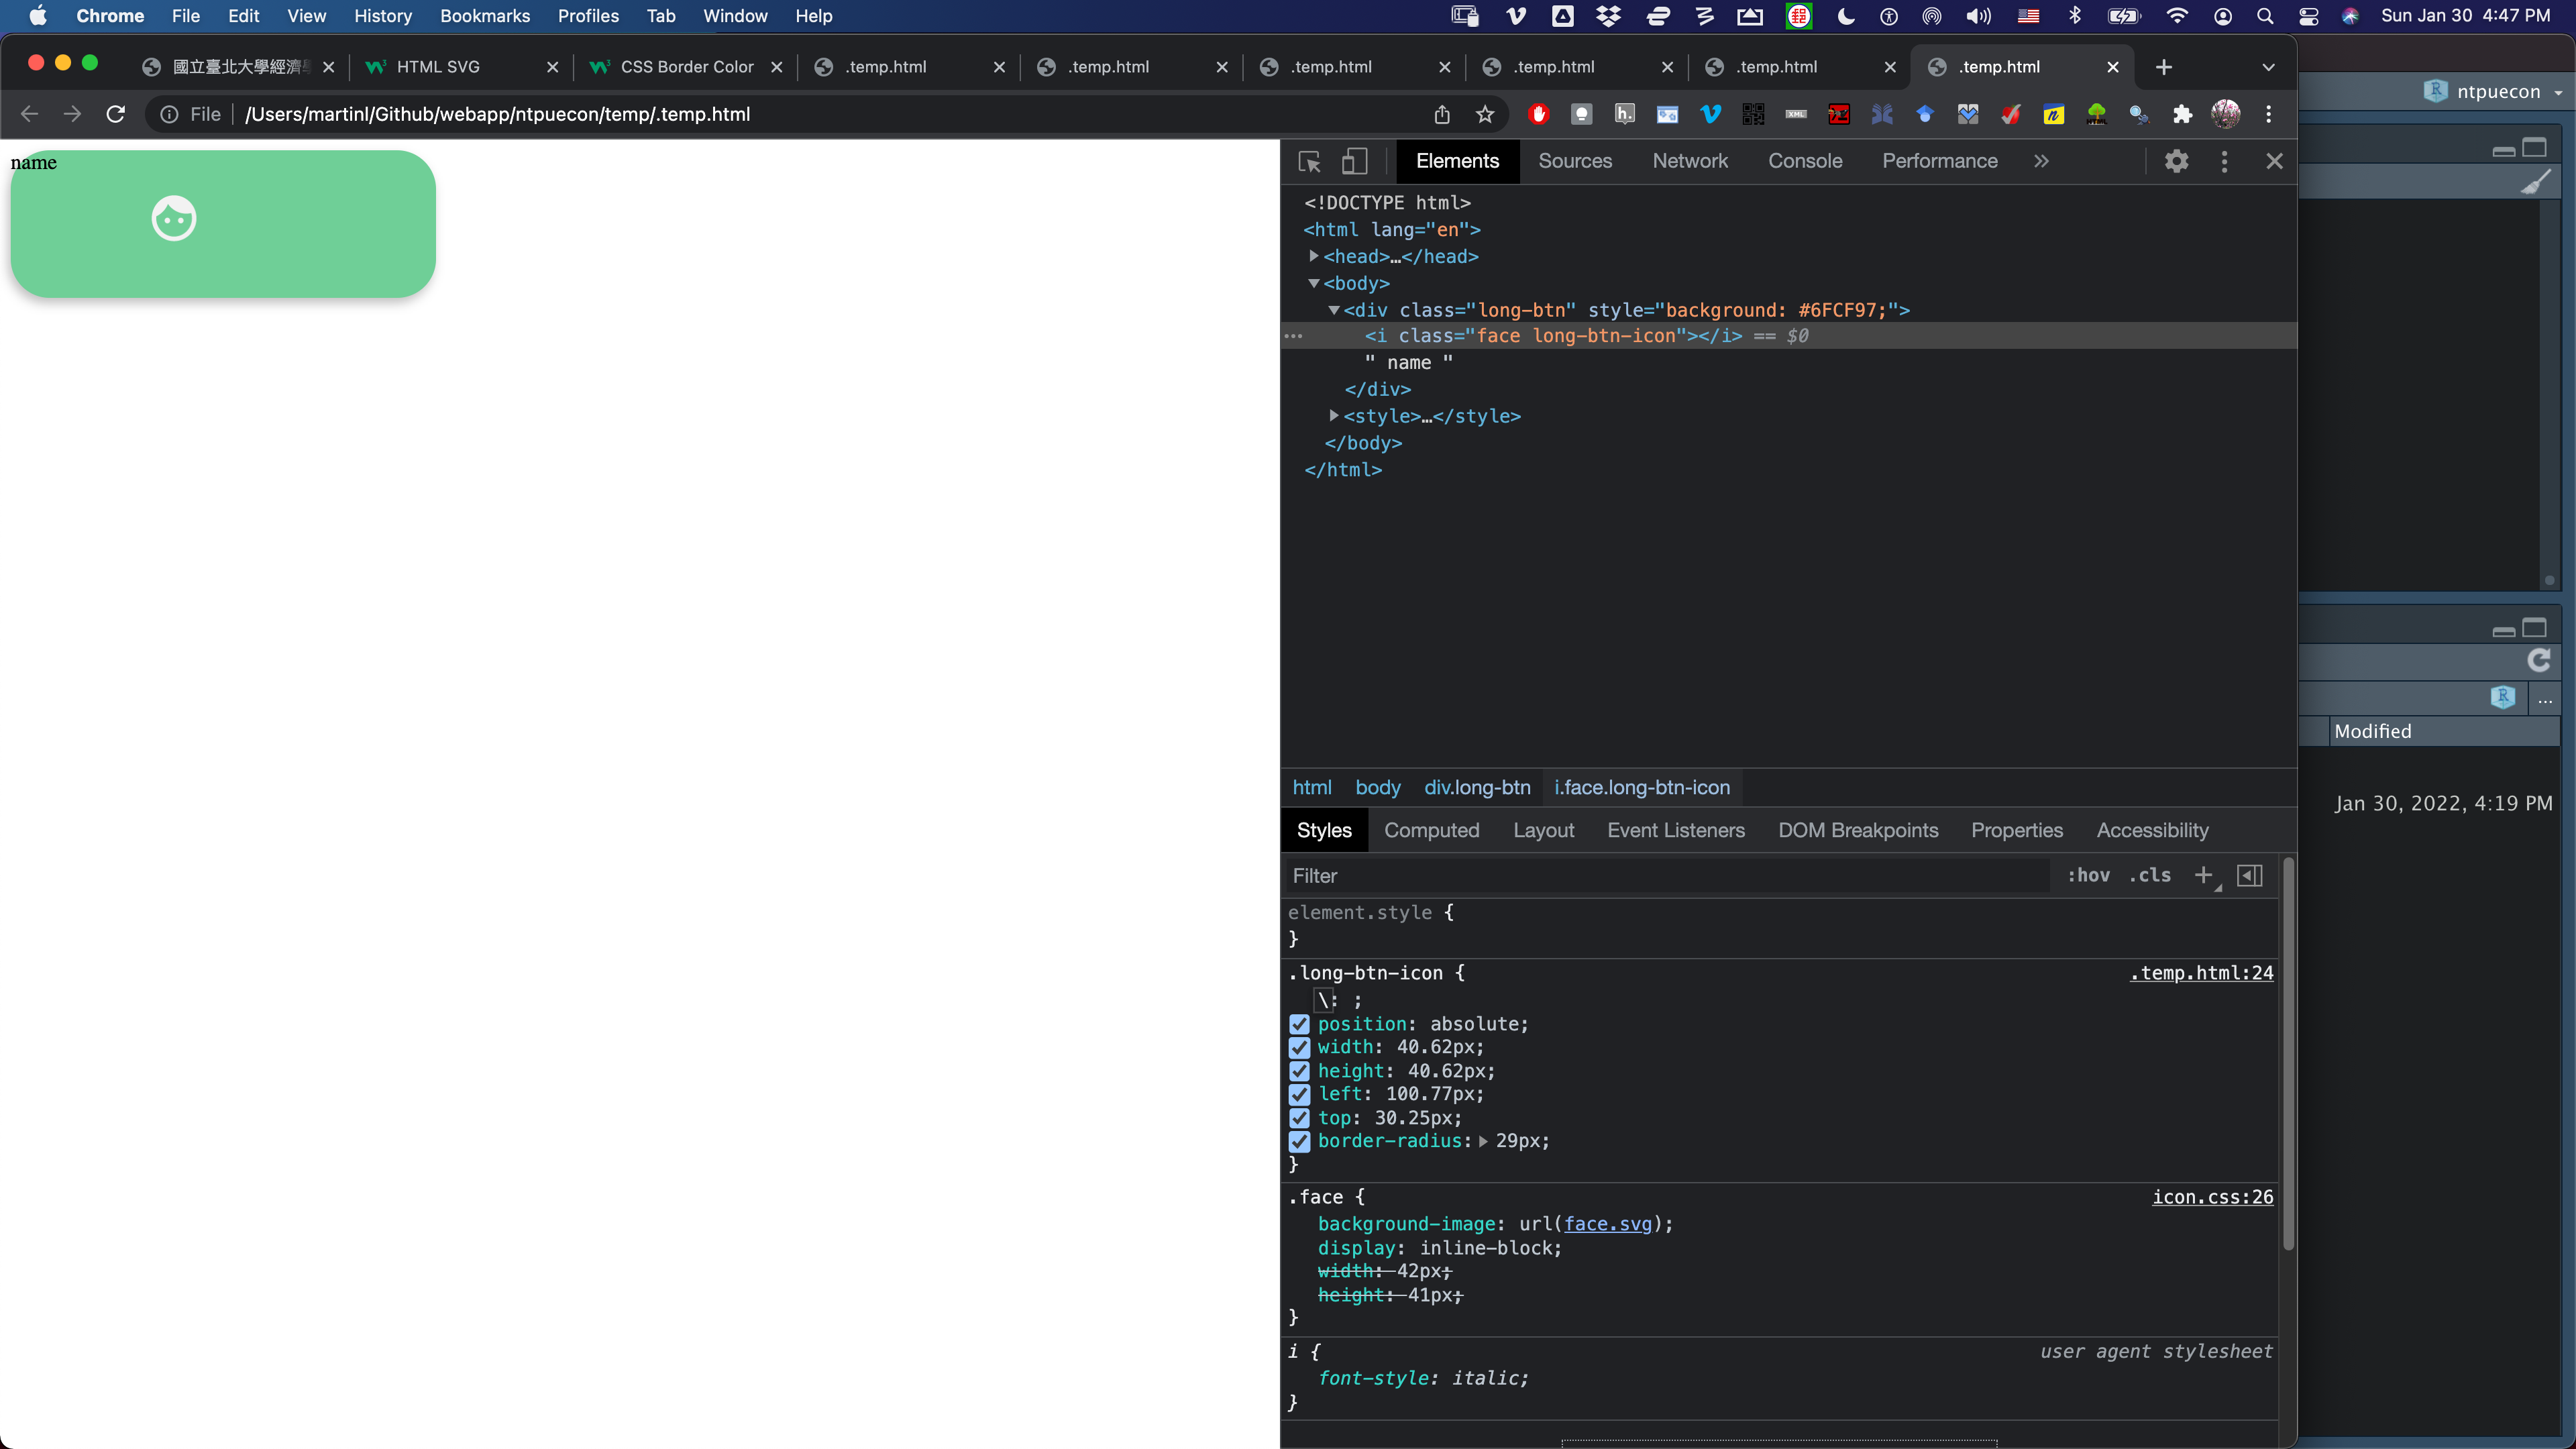 Chrome File Edit View History Bookmarks Profiles Tab Window Help Sun Jan 30 4:47 PM
國立臺北大學經濟 HTML SVG CSS Border Color .temp.html .temp.html .temp.html .temp.html .temp.html .temp.html
File /Users/martinl/Github/webapp/ntpuecon/temp/.temp.html
ntpuecon
name
Elements Sources Network Console Performance
<!DOCTYPE html>
<html lang="en">
<head>…</head>
<body>
<div class="long-btn" style="background: #6FCF97;">
<i class="face long-btn-icon"></i> == $0
" name "
</div>
<style>…</style>
</body>
</html>
Modified
html body div.long-btn i.face.long-btn-icon
Jan 30, 2022, 4:19 PM
Styles Computed Layout Event Listeners DOM Breakpoints Properties Accessibility
Filter :hov .cls
element.style {
}
.long-btn-icon { .temp.html:24
\: ;
position: absolute;
width: 40.62px;
height: 40.62px;
left: 100.77px;
top: 30.25px;
border-radius: 29px;
}
.face { icon.css:26
background-image: url(face.svg);
display: inline-block;
width: 42px;
height: 41px;
}
i { user agent stylesheet
font-style: italic;
}